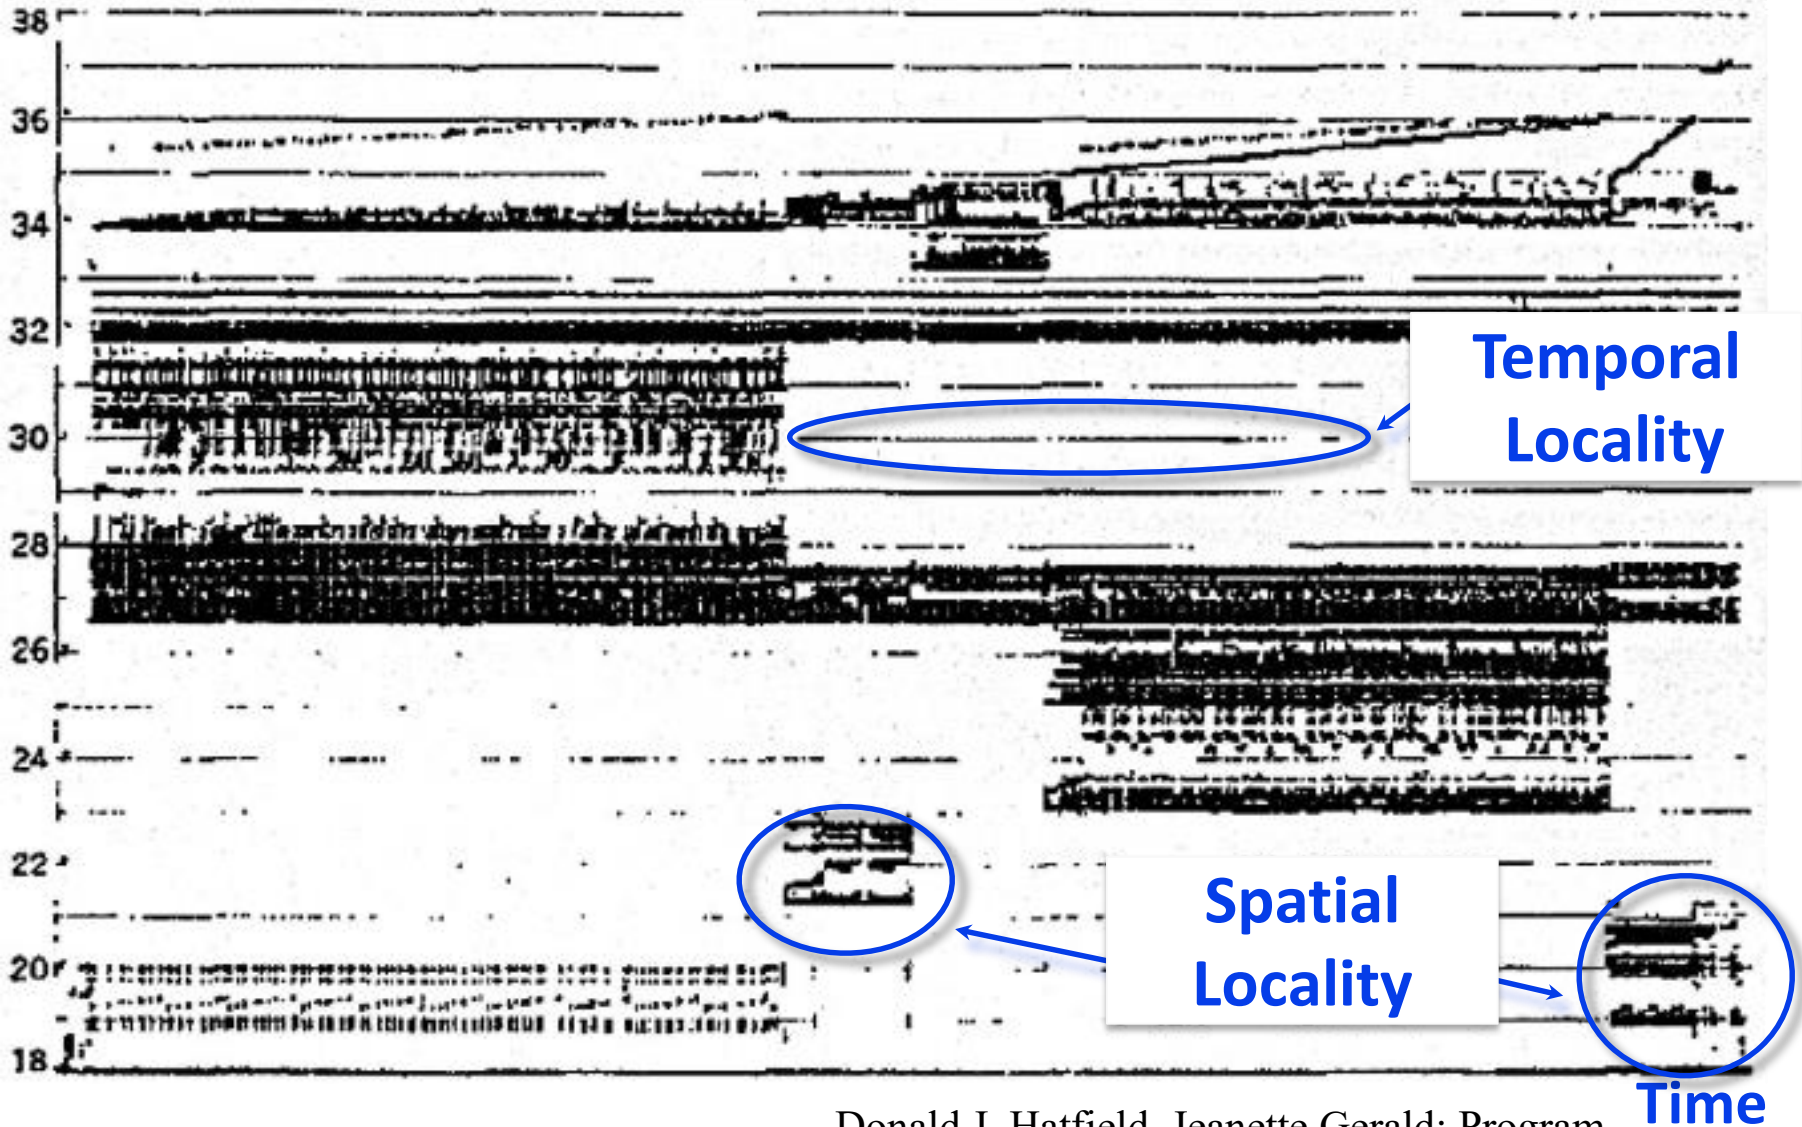 38
36
34
32
Temporal
Locality
30
28
26
24
22
Spatial
Locality
20
18
Time
Donald J. Hatfield, Jeanette Gerald: Program